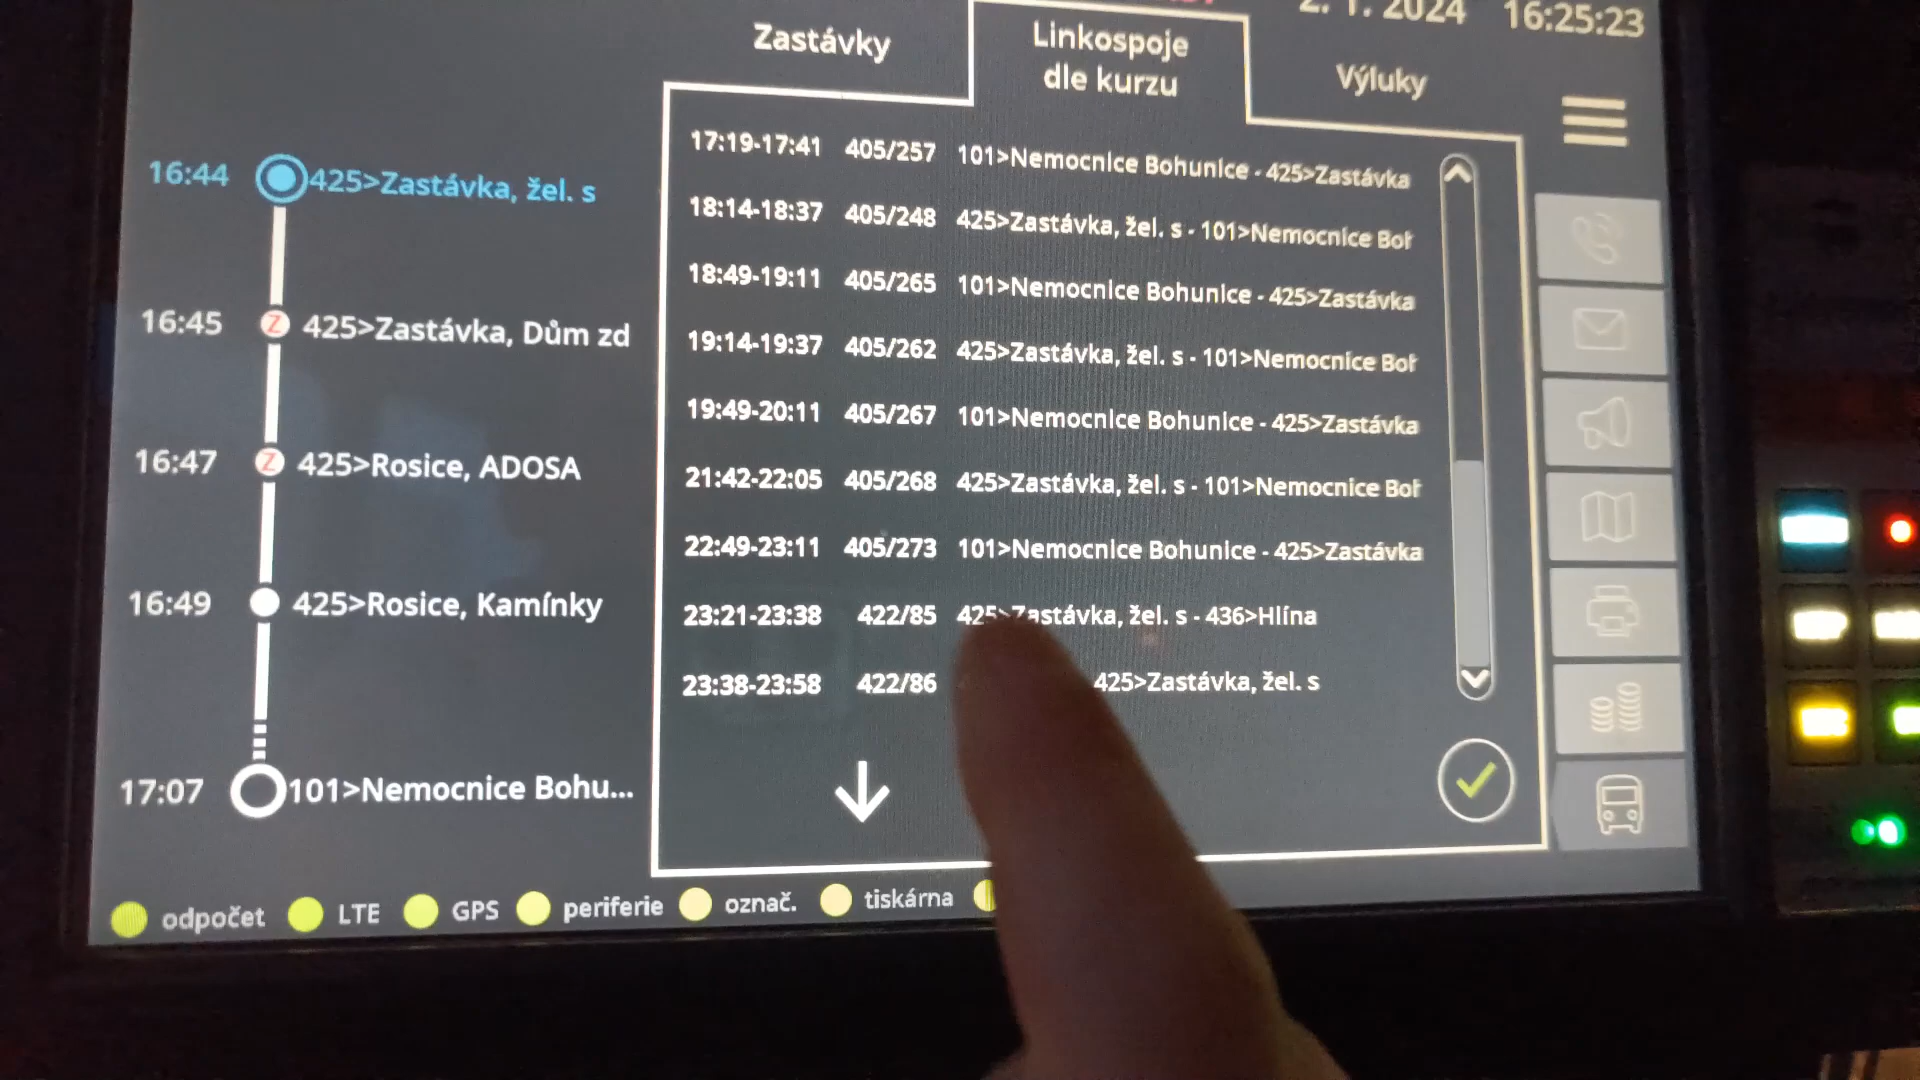 2. 1. 2024 16:25:23
Zastávky
Linkospoje
dle kurzu
Výluky
16:44 425>Zastávka, žel. s
16:45 Z 425>Zastávka, Dům zd
16:47 Z 425>Rosice, ADOSA
16:49 425>Rosice, Kamínky
17:07 101>Nemocnice Bohu...
17:19-17:41 405/257 101>Nemocnice Bohunice - 425>Zastávka
18:14-18:37 405/248 425>Zastávka, žel. s - 101>Nemocnice Boh
18:49-19:11 405/265 101>Nemocnice Bohunice - 425>Zastávka
19:14-19:37 405/262 425>Zastávka, žel. s - 101>Nemocnice Boh
19:49-20:11 405/267 101>Nemocnice Bohunice - 425>Zastávka
21:42-22:05 405/268 425>Zastávka, žel. s - 101>Nemocnice Boh
22:49-23:11 405/273 101>Nemocnice Bohunice - 425>Zastávka
23:21-23:38 422/85 425>Zastávka, žel. s - 436>Hlína
23:38-23:58 422/86 425>Zastávka, žel. s
odpočet LTE GPS periferie označ. tiskárna